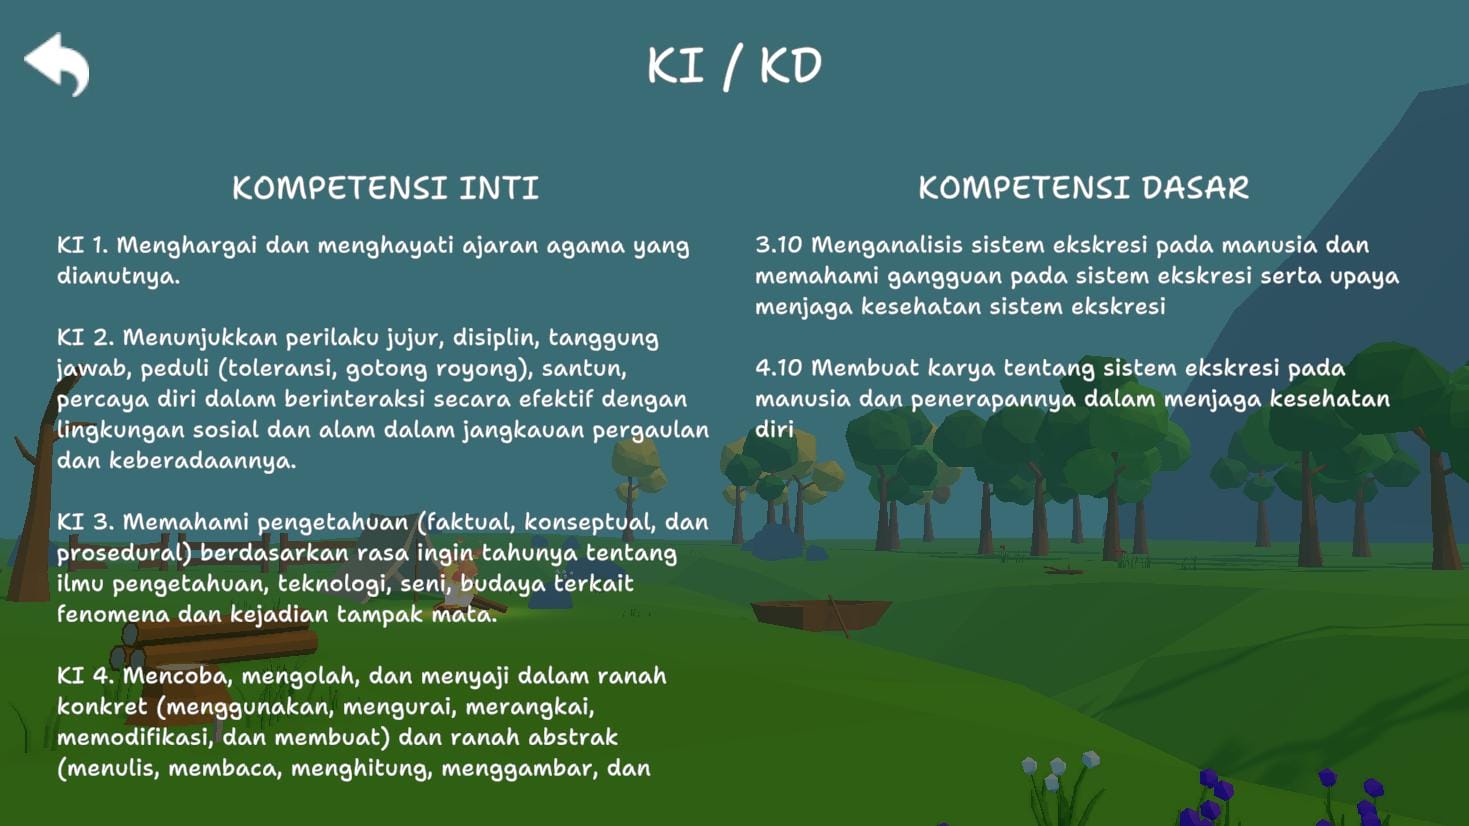 KI / KD
KOMPETENSI INTI
KI 1. Menghargai dan menghayati ajaran agama yang
dianutnya.
KI 2. Menunjukkan perilaku jujur, disiplin, tanggung
jawab, peduli (toleransi, gotong royong), santun,
percaya diri dalam berinteraksi secara efektif dengan
lingkungan sosial dan alam dalam jangkauan pergaulan
dan keberadaannya.
KI 3. Memahami pengetahuan (faktual, konseptual, dan
prosedural) berdasarkan rasa ingin tahunya tentang
ilmu pengetahuan, teknologi, seni, budaya terkait
fenomena dan kejadian tampak mata.
KI 4. Mencoba, mengolah, dan menyaji dalam ranah
konkret (menggunakan, mengurai, merangkai,
memodifikasi, dan membuat) dan ranah abstrak
(menulis, membaca, menghitung, menggambar, dan
KOMPETENSI DASAR
3.10 Menganalisis sistem ekskresi pada manusia dan
memahami gangguan pada sistem ekskresi serta upaya
menjaga kesehatan sistem ekskresi
4.10 Membuat karya tentang sistem ekskresi pada
manusia dan penerapannya dalam menjaga kesehatan
diri